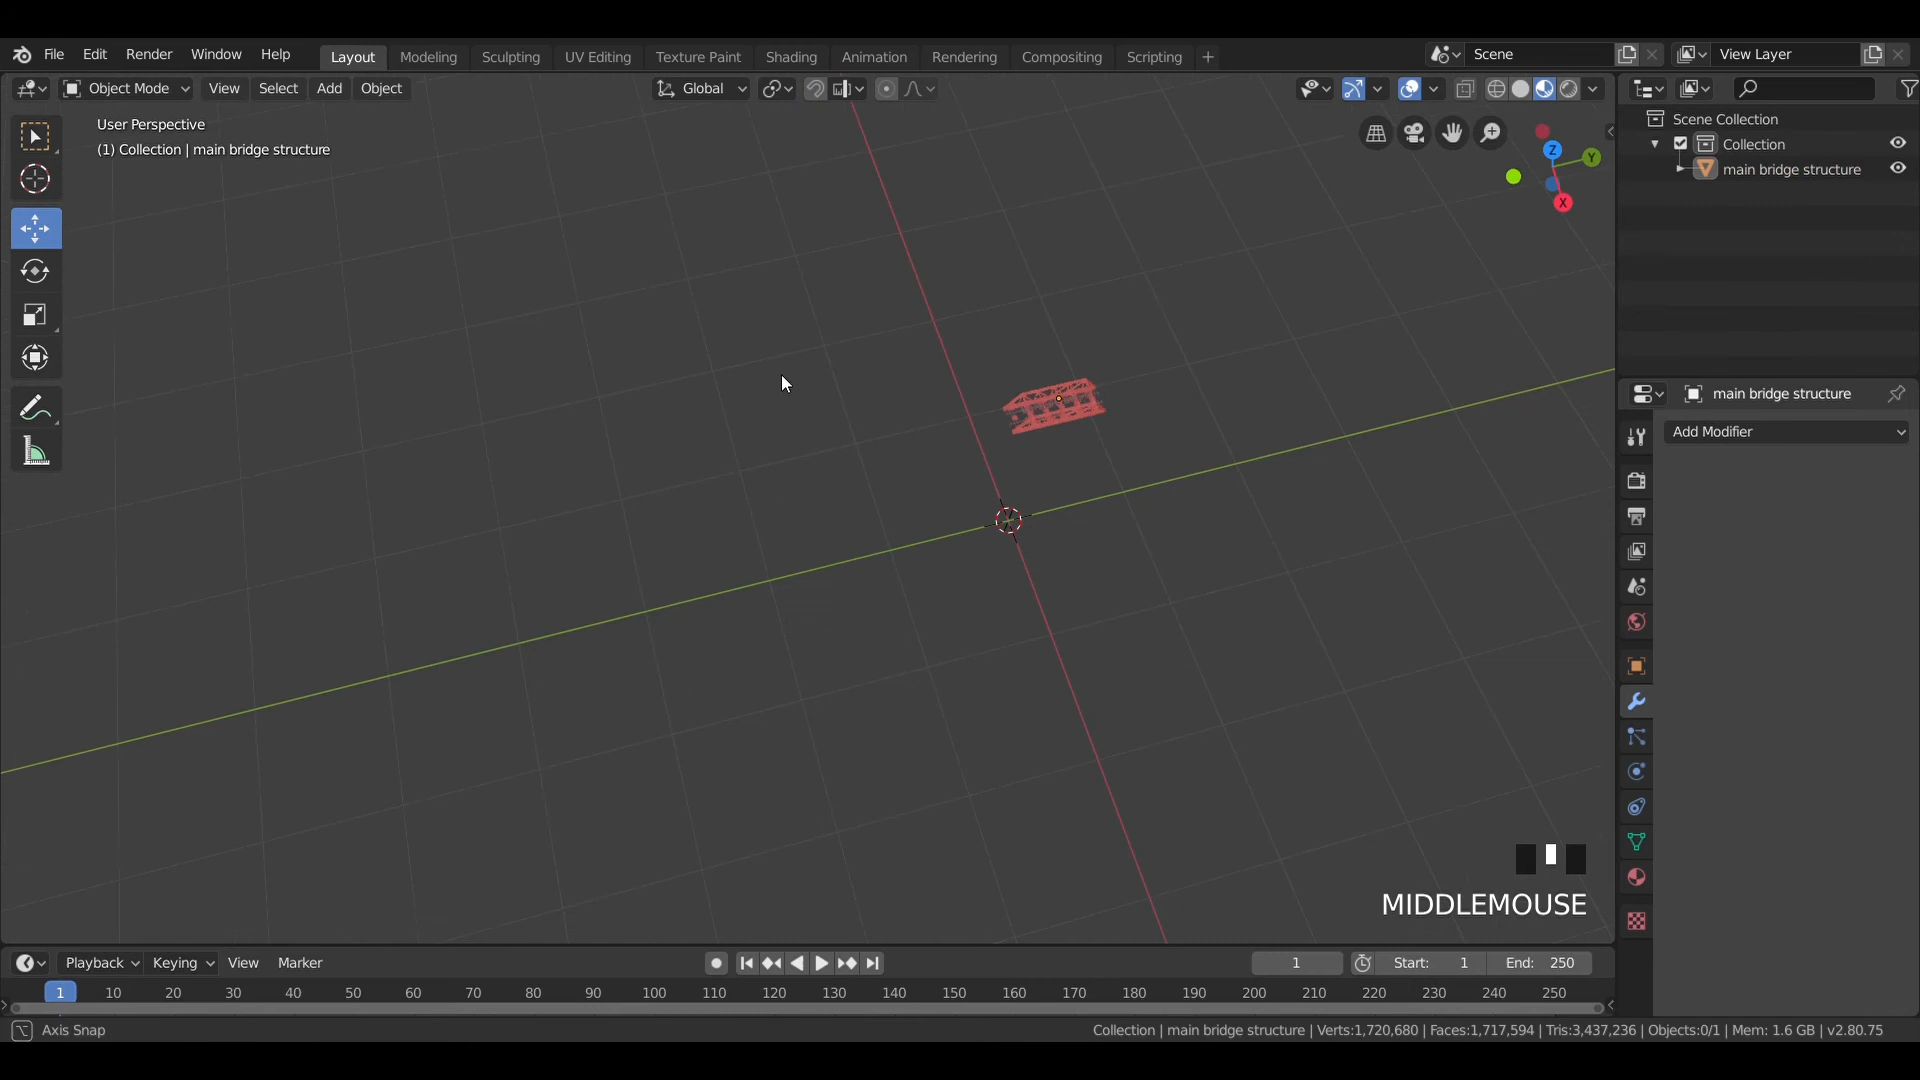 File Edit Render Window Help Layout Modeling Sculpting UV Editing Texture Paint Shading Animation Rendering Compositing Scripting + Scene View Layer
Object Mode View Select Add Object Global
User Perspective
(1) Collection | main bridge structure
Z Y X
Scene Collection
Collection
main bridge structure
main bridge structure
Add Modifier
MIDDLEMOUSE
Playback Keying View Marker 1 Start: 1 End: 250
1 10 20 30 40 50 60 70 80 90 100 110 120 130 140 150 160 170 180 190 200 210 220 230 240 250
Axis Snap Collection | main bridge structure | Verts:1,720,680 | Faces:1,717,594 | Tris:3,437,236 | Objects:0/1 | Mem: 1.6 GB | v2.80.75